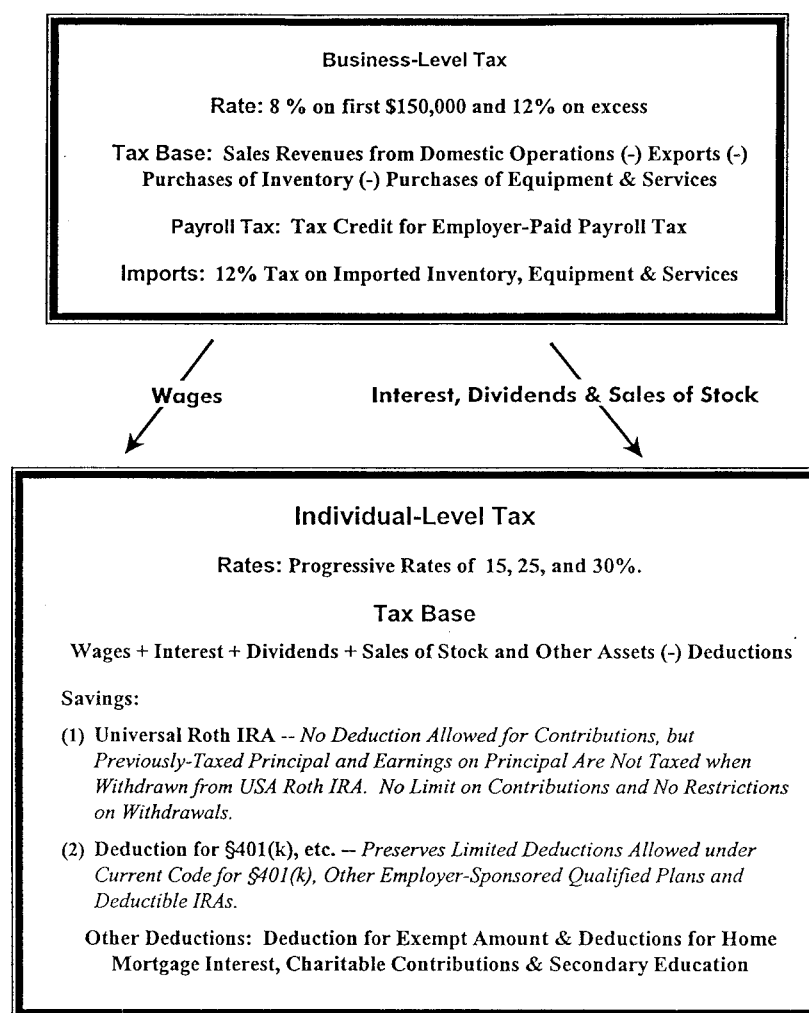 Business-Level Tax
Rate: 8 % on first $150,000 and 12% on excess
Tax Base: Sales Revenues from Domestic Operations (-) Exports (-)
Purchases of Inventory (-) Purchases of Equipment & Services
Payroll Tax: Tax Credit for Employer-Paid Payroll Tax
Imports: 12% Tax on Imported Inventory, Equipment & Services
Wages
Interest, Dividends & Sales of Stock
Individual-Level Tax
Rates: Progressive Rates of 15, 25, and 30%.
Tax Base
Wages + Interest + Dividends + Sales of Stock and Other Assets (-) Deductions
Savings:
(1) Universal Roth IRA -- No Deduction Allowed for Contributions, but
Previously-Taxed Principal and Earnings on Principal Are Not Taxed when
Withdrawn from USA Roth IRA. No Limit on Contributions and No Restrictions
on Withdrawals.
(2) Deduction for §401(k), etc. -- Preserves Limited Deductions Allowed under
Current Code for §401(k), Other Employer-Sponsored Qualified Plans and
Deductible IRAs.
Other Deductions: Deduction for Exempt Amount & Deductions for Home
Mortgage Interest, Charitable Contributions & Secondary Education